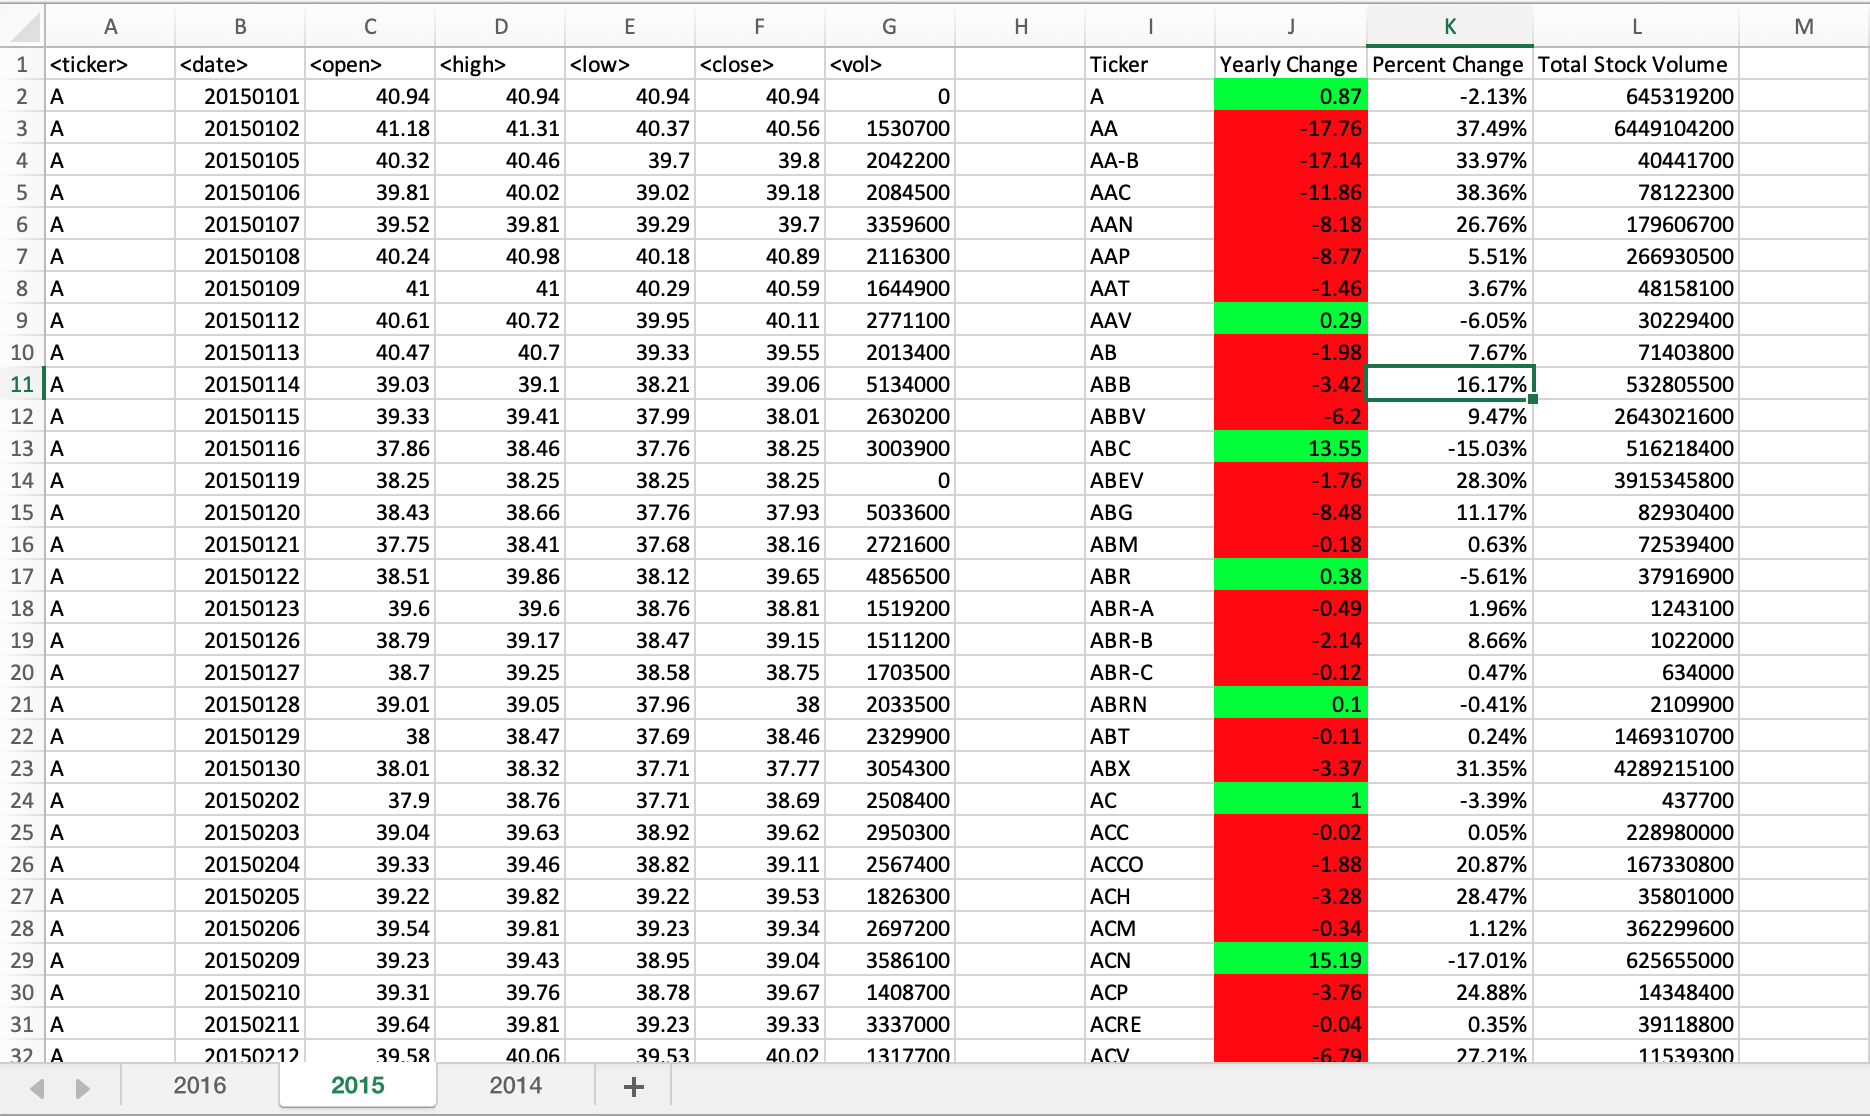 A B C D E F G H I J K L M
1 <ticker> <date> <open> <high> <low> <close> <vol> Ticker Yearly Change Percent Change Total Stock Volume
2 A 20150101 40.94 40.94 40.94 40.94 0 A 0.87 -2.13% 645319200
3 A 20150102 41.18 41.31 40.37 40.56 1530700 AA -17.76 37.49% 6449104200
4 A 20150105 40.32 40.46 39.7 39.8 2042200 AA-B -17.14 33.97% 40441700
5 A 20150106 39.81 40.02 39.02 39.18 2084500 AAC -11.86 38.36% 78122300
6 A 20150107 39.52 39.81 39.29 39.7 3359600 AAN -8.18 26.76% 179606700
7 A 20150108 40.24 40.98 40.18 40.89 2116300 AAP -8.77 5.51% 266930500
8 A 20150109 41 41 40.29 40.59 1644900 AAT -1.46 3.67% 48158100
9 A 20150112 40.61 40.72 39.95 40.11 2771100 AAV 0.29 -6.05% 30229400
10 A 20150113 40.47 40.7 39.33 39.55 2013400 AB -1.98 7.67% 71403800
11 A 20150114 39.03 39.1 38.21 39.06 5134000 ABB -3.42 16.17% 532805500
12 A 20150115 39.33 39.41 37.99 38.01 2630200 ABBV -6.2 9.47% 2643021600
13 A 20150116 37.86 38.46 37.76 38.25 3003900 ABC 13.55 -15.03% 516218400
14 A 20150119 38.25 38.25 38.25 38.25 0 ABEV -1.76 28.30% 3915345800
15 A 20150120 38.43 38.66 37.76 37.93 5033600 ABG -8.48 11.17% 82930400
16 A 20150121 37.75 38.41 37.68 38.16 2721600 ABM -0.18 0.63% 72539400
17 A 20150122 38.51 39.86 38.12 39.65 4856500 ABR 0.38 -5.61% 37916900
18 A 20150123 39.6 39.6 38.76 38.81 1519200 ABR-A -0.49 1.96% 1243100
19 A 20150126 38.79 39.17 38.47 39.15 1511200 ABR-B -2.14 8.66% 1022000
20 A 20150127 38.7 39.25 38.58 38.75 1703500 ABR-C -0.12 0.47% 634000
21 A 20150128 39.01 39.05 37.96 38 2033500 ABRN 0.1 -0.41% 2109900
22 A 20150129 38 38.47 37.69 38.46 2329900 ABT -0.11 0.24% 1469310700
23 A 20150130 38.01 38.32 37.71 37.77 3054300 ABX -3.37 31.35% 4289215100
24 A 20150202 37.9 38.76 37.71 38.69 2508400 AC 1 -3.39% 437700
25 A 20150203 39.04 39.63 38.92 39.62 2950300 ACC -0.02 0.05% 228980000
26 A 20150204 39.33 39.46 38.82 39.11 2567400 ACCO -1.88 20.87% 167330800
27 A 20150205 39.22 39.82 39.22 39.53 1826300 ACH -3.28 28.47% 35801000
28 A 20150206 39.54 39.81 39.23 39.34 2697200 ACM -0.34 1.12% 362299600
29 A 20150209 39.23 39.43 38.95 39.04 3586100 ACN 15.19 -17.01% 625655000
30 A 20150210 39.31 39.76 38.78 39.67 1408700 ACP -3.76 24.88% 14348400
31 A 20150211 39.64 39.81 39.23 39.33 3337000 ACRE -0.04 0.35% 39118800
32 A 20150212 39.58 40.06 39.53 40.02 1317700 ACV -6.79 27.21% 11539300
2016 2015 2014 +